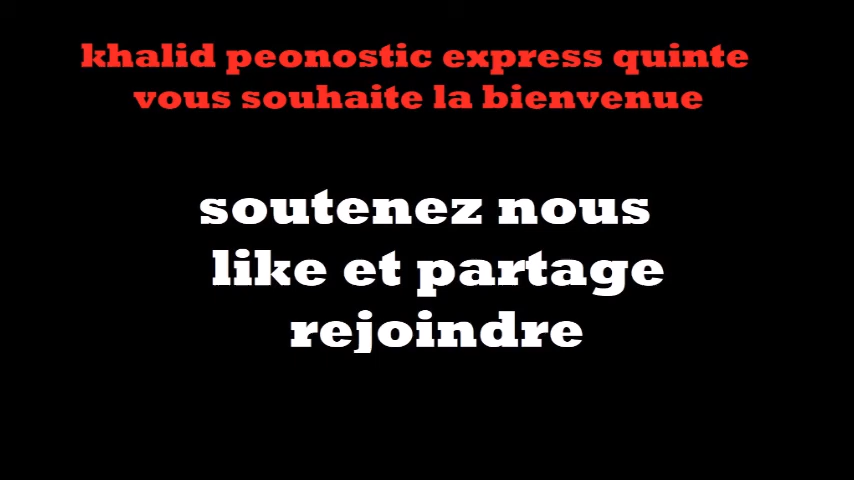 khalid peonostic express quinte
vous souhaite la bienvenue
soutenez nous
like et partage
rejoindre